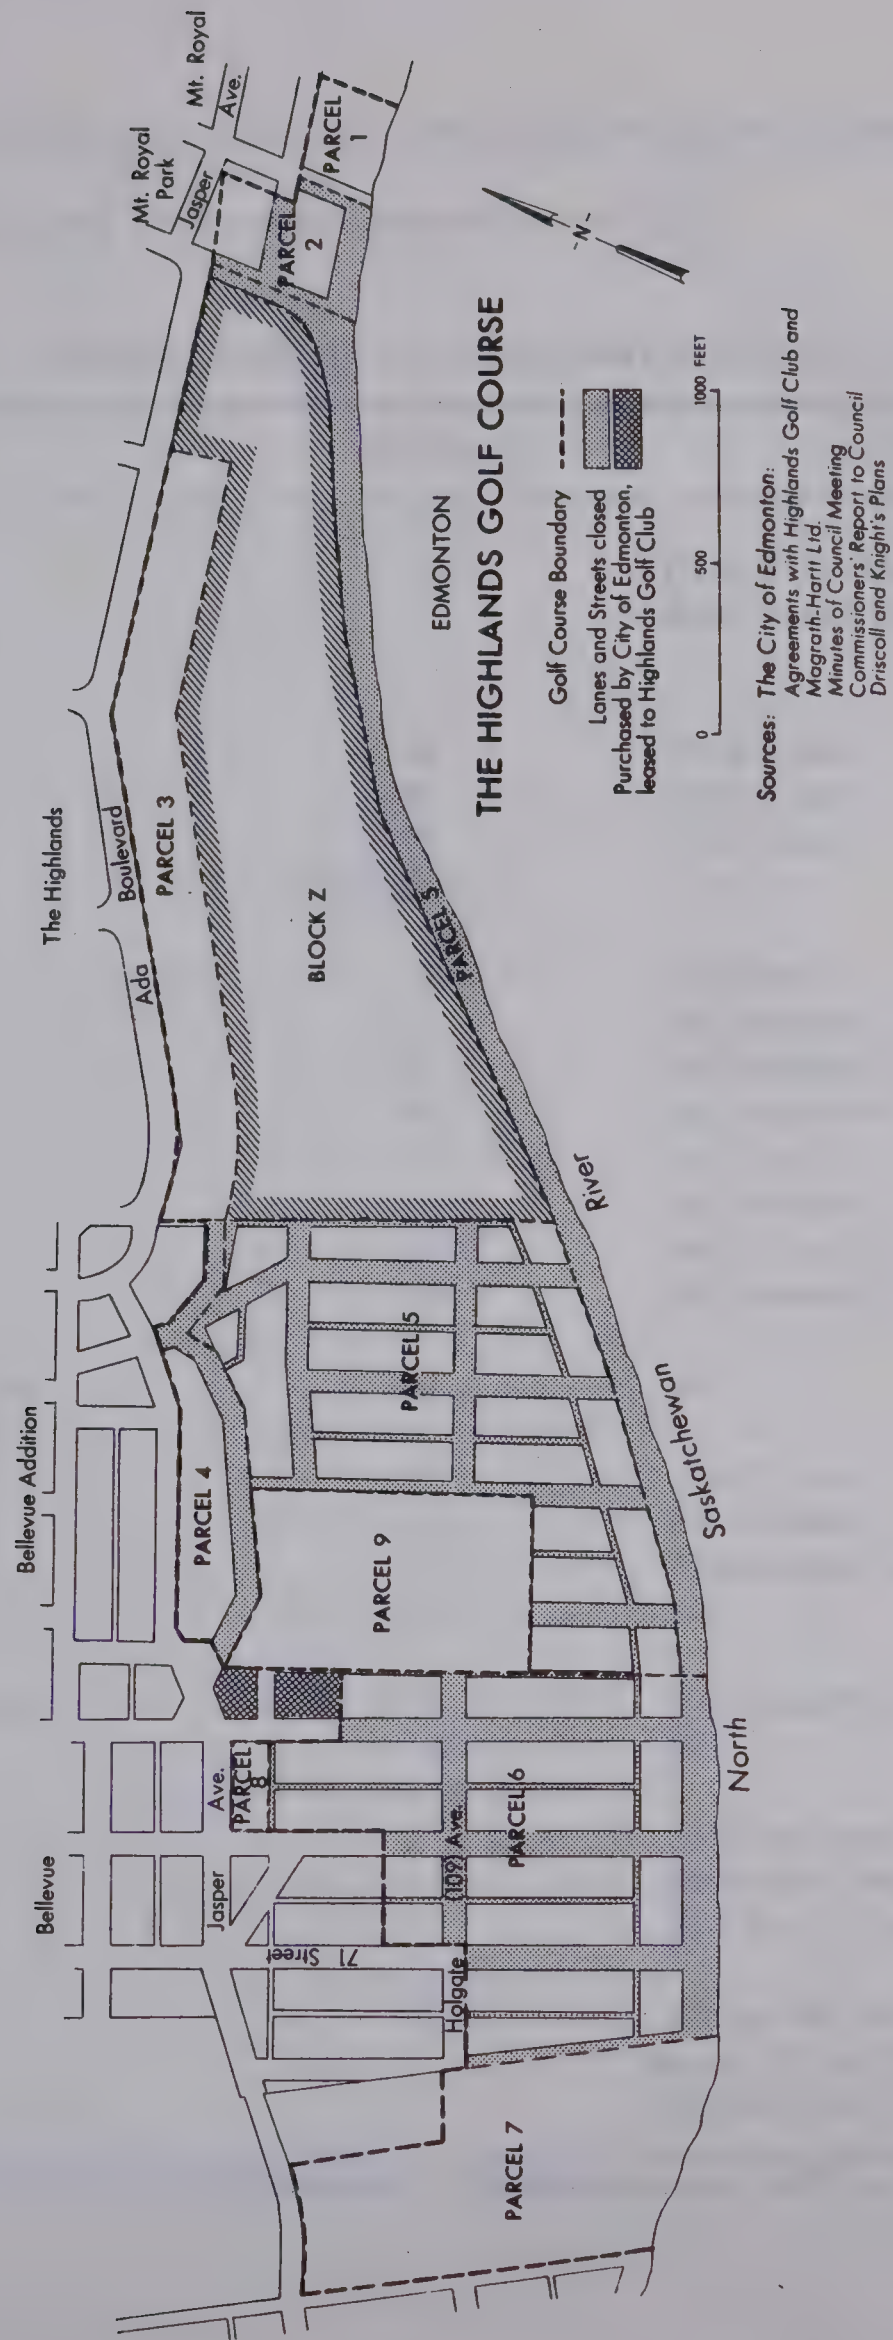 Mt. Royal
Ave.
Mt. Royal
Park
Jasper
PARCEL
1
PARCEL
2
The Highlands
Ada
Boulevard
PARCEL 3
BLOCK Z
PARCEL 5
River
Bellevue Addition
PARCEL 4
PARCEL 5
PARCEL 9
Saskatchewan
Bellevue
Jasper
Ave.
PARCEL
8
PARCEL 6
(109) Ave.
Holgate
71 Street
North
PARCEL 7
-N-
EDMONTON
THE HIGHLANDS GOLF COURSE
Golf Course Boundary
Lanes and Streets closed
Purchased by City of Edmonton,
leased to Highlands Golf Club
0 500 1000 FEET
Sources: The City of Edmonton:
Agreements with Highlands Golf Club and
Magrath-Hartt Ltd.
Minutes of Council Meeting
Commissioners' Report to Council
Driscoll and Knight's Plans